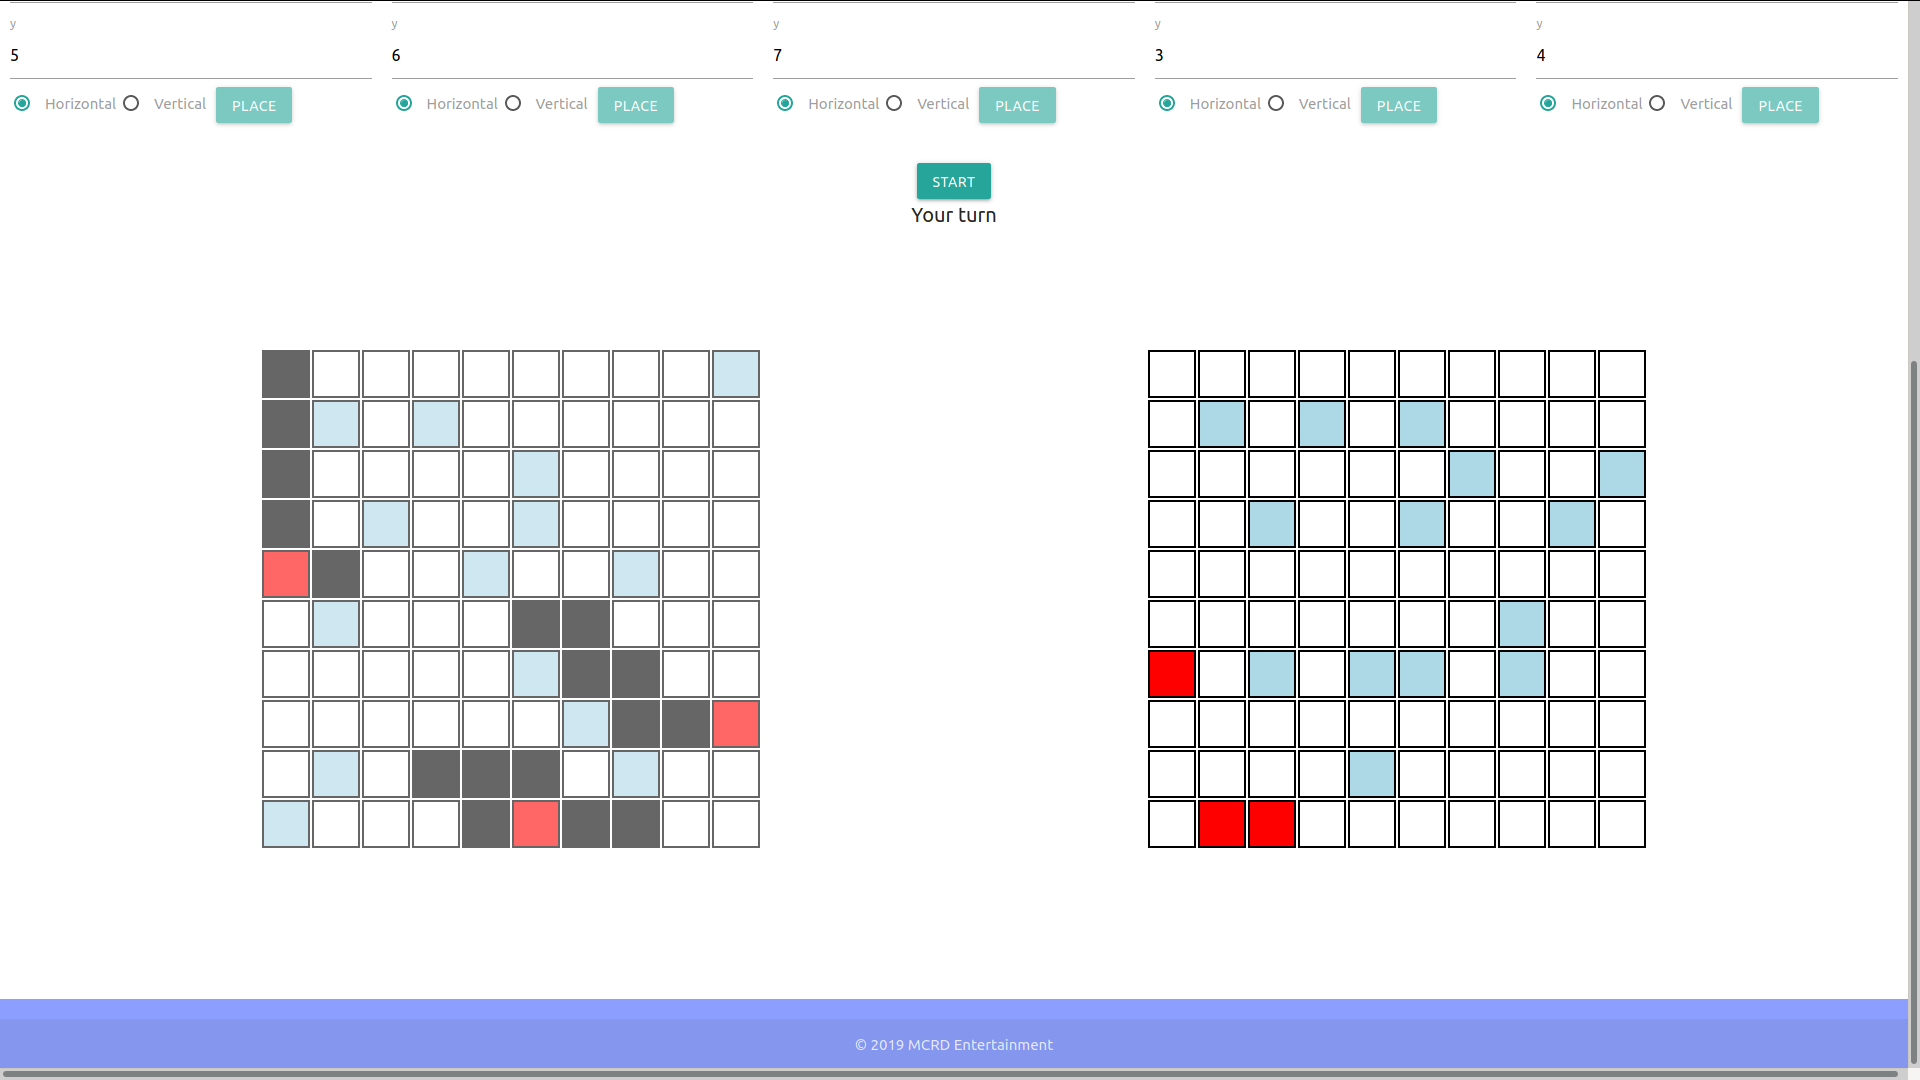 y y y y y
5 6 7 3 4
Horizontal Vertical PLACE Horizontal Vertical PLACE Horizontal Vertical PLACE Horizontal Vertical PLACE Horizontal Vertical PLACE
START
Your turn
© 2019 MCRD Entertainment